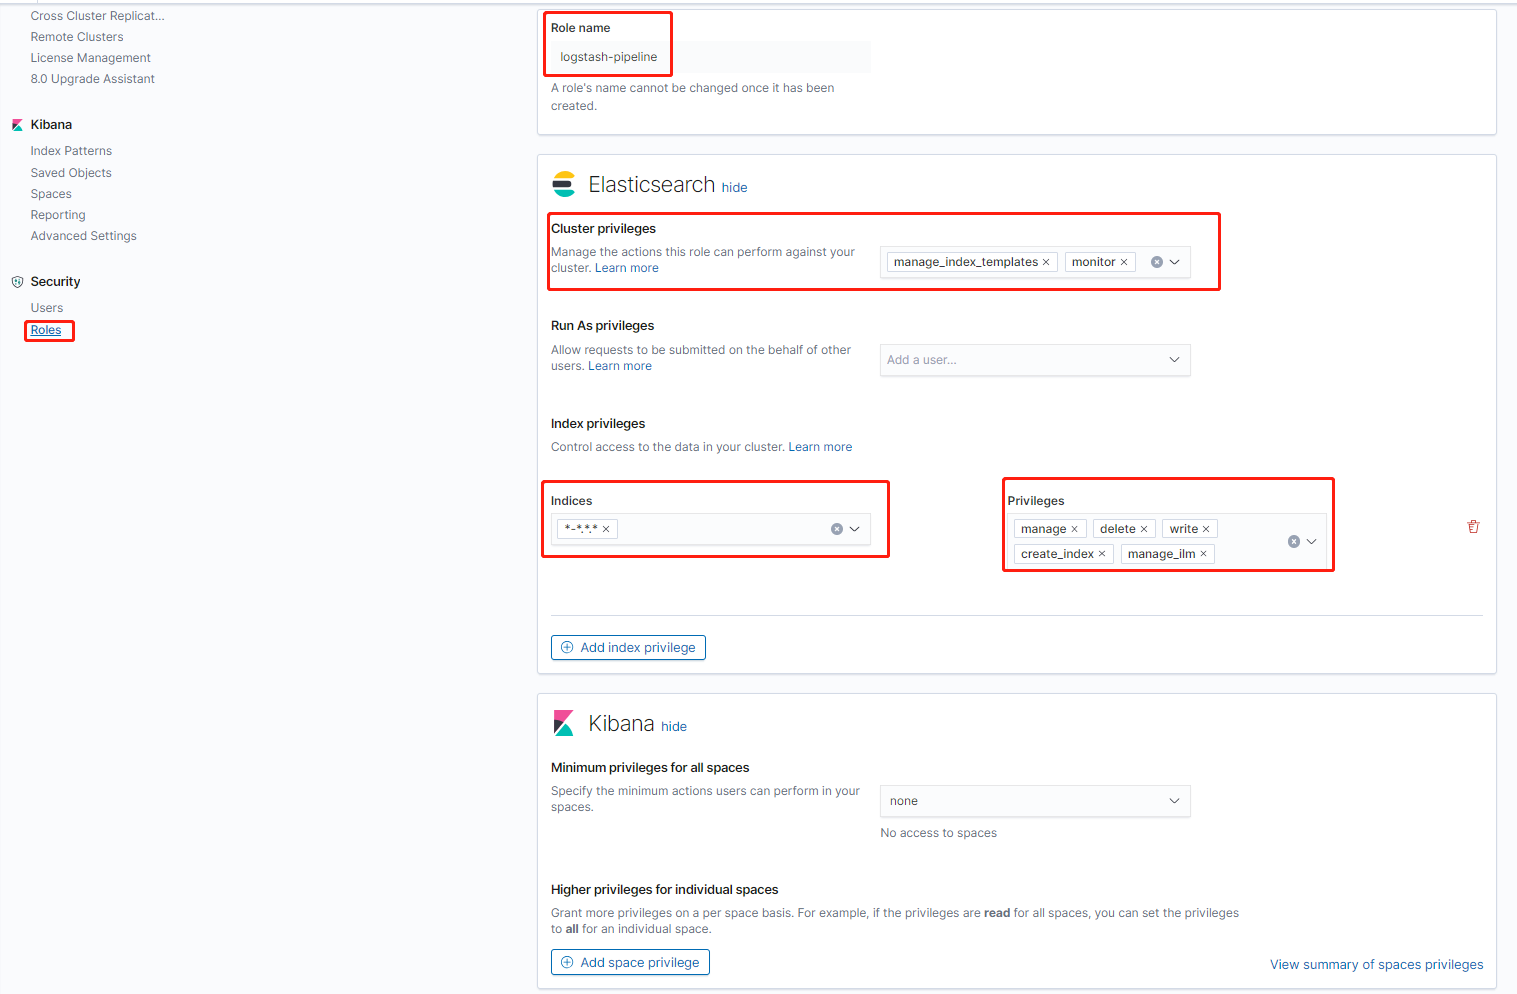 Cross Cluster Replicat...
Remote Clusters
License Management
8.0 Upgrade Assistant
Kibana
Index Patterns
Saved Objects
Spaces
Reporting
Advanced Settings
Security
Users
Roles
Role name
logstash-pipeline
A role's name cannot be changed once it has been
created.
Elasticsearch hide
Cluster privileges
Manage the actions this role can perform against your
cluster. Learn more
manage_index_templates × monitor ×
Run As privileges
Allow requests to be submitted on the behalf of other
users. Learn more
Add a user...
Index privileges
Control access to the data in your cluster. Learn more
Indices
*-*.*.* ×
Privileges
manage × delete × write ×
create_index × manage_ilm ×
Add index privilege
Kibana hide
Minimum privileges for all spaces
Specify the minimum actions users can perform in your
spaces.
none
No access to spaces
Higher privileges for individual spaces
Grant more privileges on a per space basis. For example, if the privileges are read for all spaces, you can set the privileges
to all for an individual space.
Add space privilege
View summary of spaces privileges